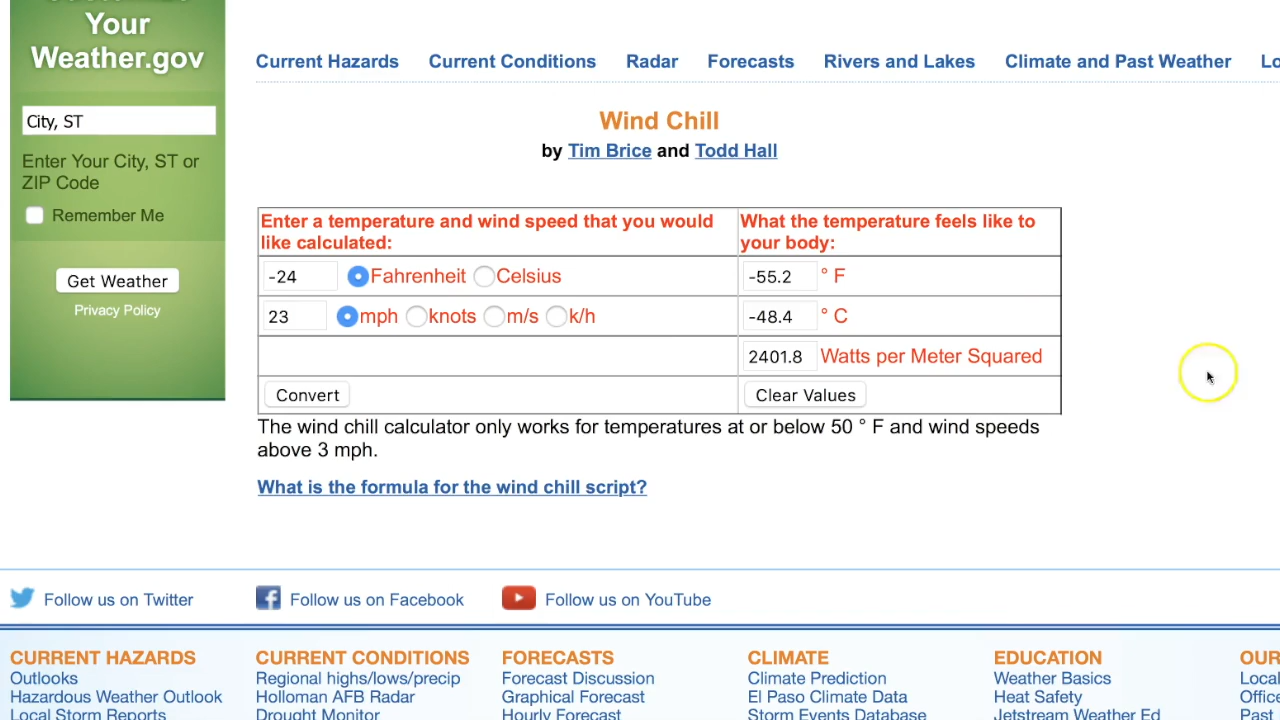 Your
Weather.gov
City, ST
Enter Your City, ST or
ZIP Code
Remember Me
Get Weather
Privacy Policy
Current Hazards Current Conditions Radar Forecasts Rivers and Lakes Climate and Past Weather
Wind Chill
by Tim Brice and Todd Hall
Enter a temperature and wind speed that you would
like calculated:
What the temperature feels like to
your body:
-24 Fahrenheit Celsius -55.2 ° F
23 mph knots m/s k/h -48.4 ° C
2401.8 Watts per Meter Squared
Convert Clear Values
The wind chill calculator only works for temperatures at or below 50 ° F and wind speeds
above 3 mph.
What is the formula for the wind chill script?
Follow us on Twitter Follow us on Facebook Follow us on YouTube
CURRENT HAZARDS
Outlooks
Hazardous Weather Outlook
Local Storm Reports
CURRENT CONDITIONS
Regional highs/lows/precip
Holloman AFB Radar
Drought Monitor
FORECASTS
Forecast Discussion
Graphical Forecast
Hourly Forecast
CLIMATE
Climate Prediction
El Paso Climate Data
Storm Events Database
EDUCATION
Weather Basics
Heat Safety
Jetstream Weather Ed
OUR
Local
Office
Past